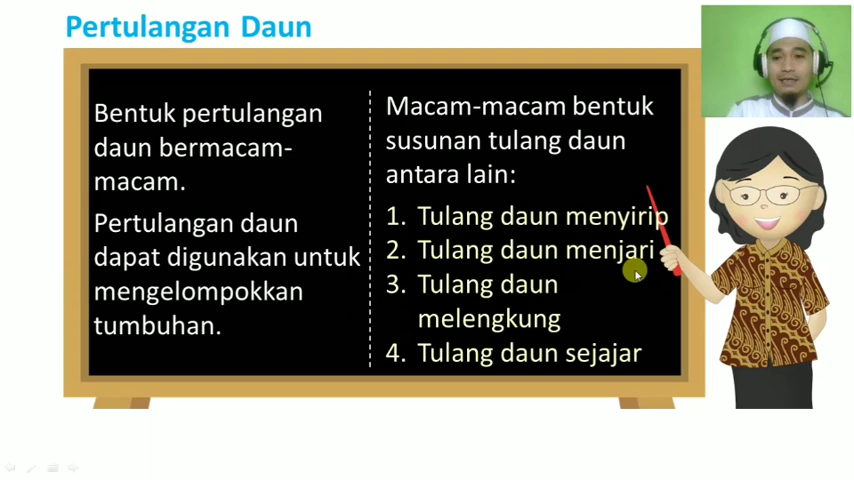 Pertulangan Daun
Bentuk pertulangan
daun bermacam-
macam.
Pertulangan daun
dapat digunakan untuk
mengelompokkan
tumbuhan.
Macam-macam bentuk
susunan tulang daun
antara lain:
1. Tulang daun menyirip
2. Tulang daun menjari
3. Tulang daun
melengkung
4. Tulang daun sejajar